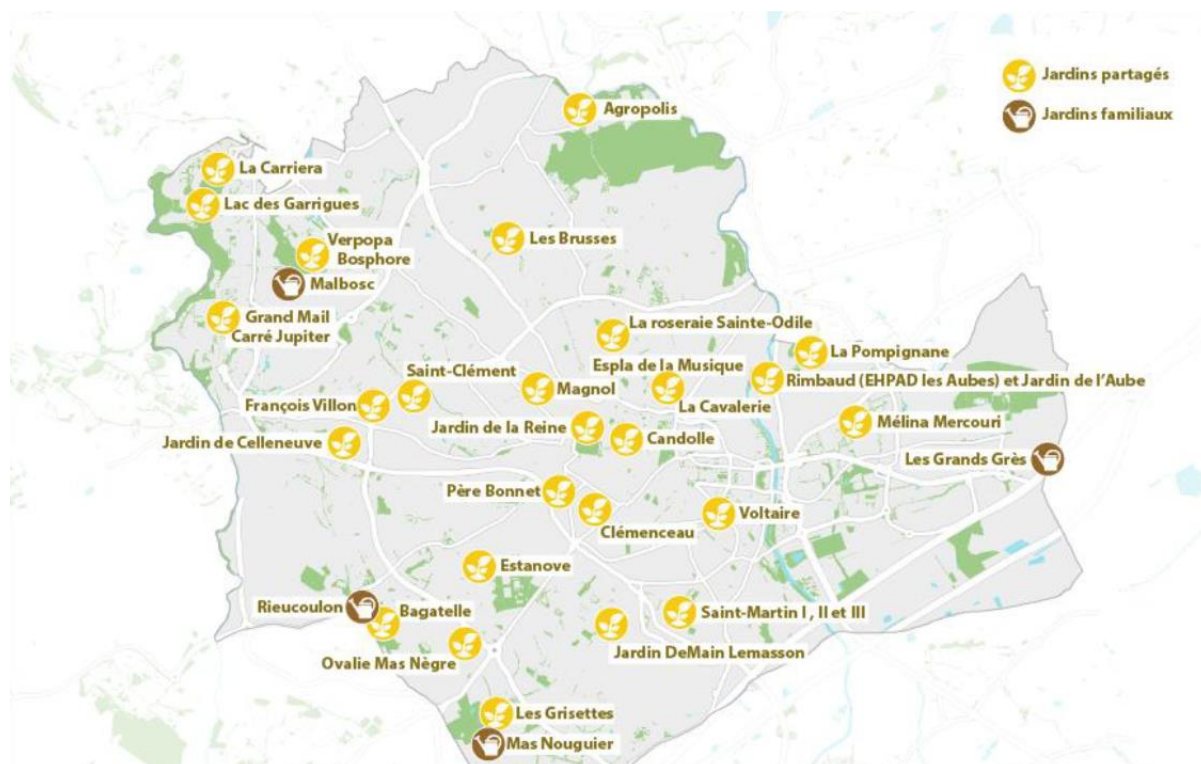 Jardins partagés
Jardins familiaux
Agropolis
La Carriera
Lac des Garrigues
Verpopa
Bosphore
Les Brusses
Malbosc
Grand Mail
Carré Jupiter
La roseraie Sainte-Odile
La Pompignane
Espla de la Musique
Saint-Clément
Magnol
Rimbaud (EHPAD les Aubes) et Jardin de l'Aube
François Villon
La Cavalerie
Jardin de la Reine
Mélina Mercouri
Jardin de Celleneuve
Candolle
Les Grands Grès
Père Bonnet
Clémenceau
Voltaire
Estanove
Rieucoulon
Bagatelle
Saint-Martin I , II et III
Ovalie Mas Nègre
Jardin DeMain Lemasson
Les Grisettes
Mas Nouguier